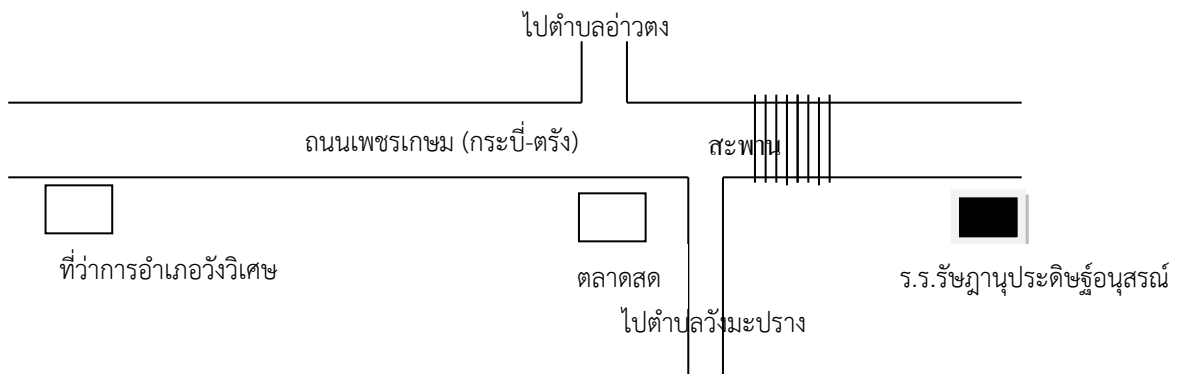 ไปตำบลอ่าวตง
ถนนเพชรเกษม (กระบี่-ตรัง)
สะพาน
ที่ว่าการอำเภอวังวิเศษ
ตลาดสด
ร.ร.รัษฎานุประดิษฐ์อนุสรณ์
ไปตำบลวังมะปราง